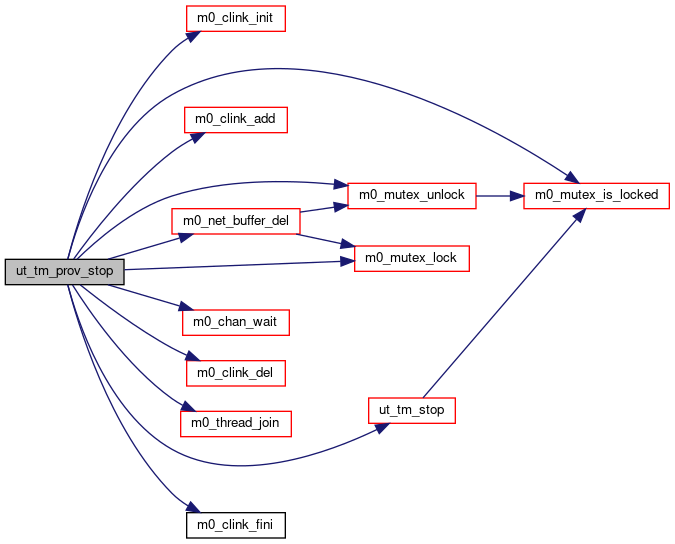 m0_clink_init
m0_clink_add
m0_mutex_unlock
m0_mutex_is_locked
m0_net_buffer_del
m0_mutex_lock
ut_tm_prov_stop
m0_chan_wait
m0_clink_del
ut_tm_stop
m0_thread_join
m0_clink_fini